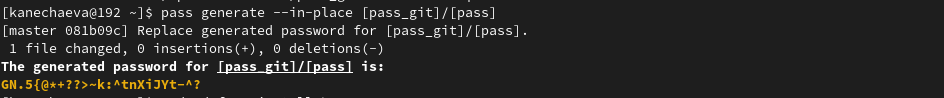 [kanechaeva@192 ~]$ pass generate --in-place [pass_git]/[pass]
[master 081b09c] Replace generated password for [pass_git]/[pass].
1 file changed, 0 insertions(+), 0 deletions(-)
The generated password for [pass_git]/[pass] is:
GN.5{@*+??>~k:^tnXiJYt-^?